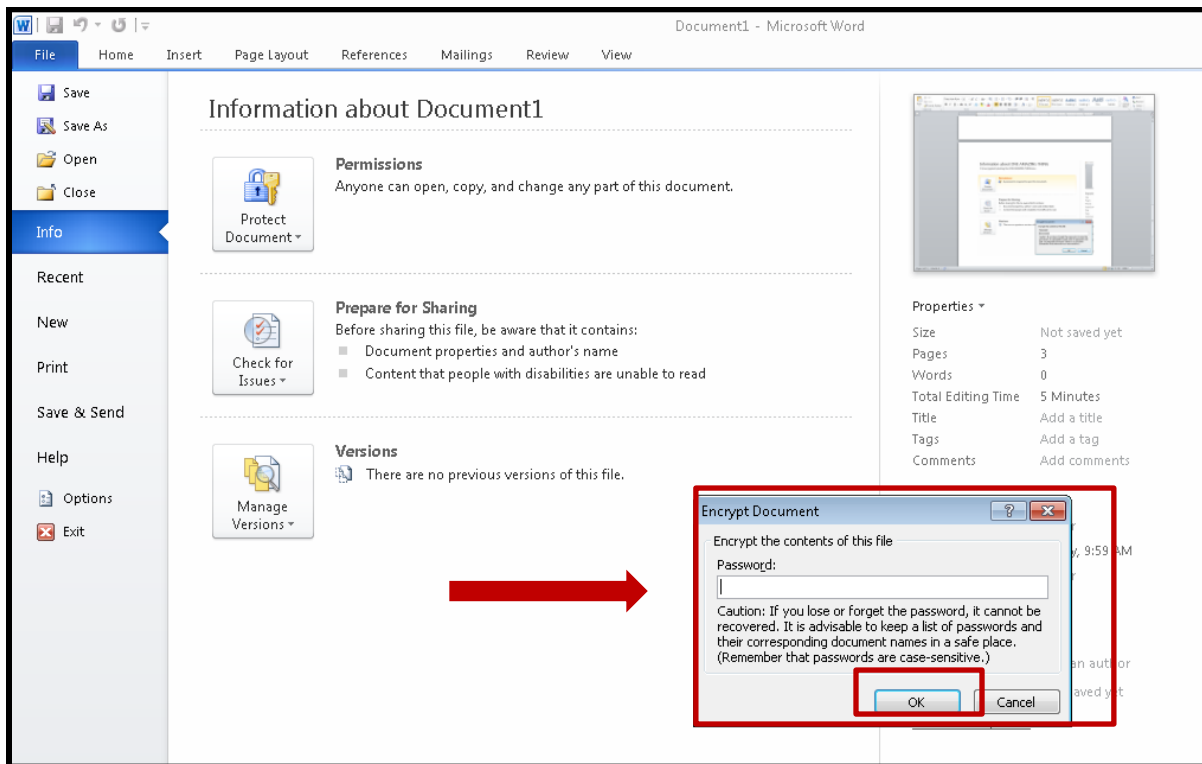 Document1 - Microsoft Word
File Home Insert Page Layout References Mailings Review View
Save
Save As
Open
Close
Info
Recent
New
Print
Save & Send
Help
Options
Exit
Information about Document1
Protect
Document
Permissions
Anyone can open, copy, and change any part of this document.
Check for
Issues
Prepare for Sharing
Before sharing this file, be aware that it contains:
Document properties and author's name
Content that people with disabilities are unable to read
Manage
Versions
Versions
There are no previous versions of this file.
Properties
Size Not saved yet
Pages 3
Words 0
Total Editing Time 5 Minutes
Title Add a title
Tags Add a tag
Comments Add comments
9:59 AM
an author
yet
Encrypt Document
Encrypt the contents of this file
Password:
Caution: If you lose or forget the password, it cannot be
recovered. It is advisable to keep a list of passwords and
their corresponding document names in a safe place.
(Remember that passwords are case-sensitive.)
OK Cancel